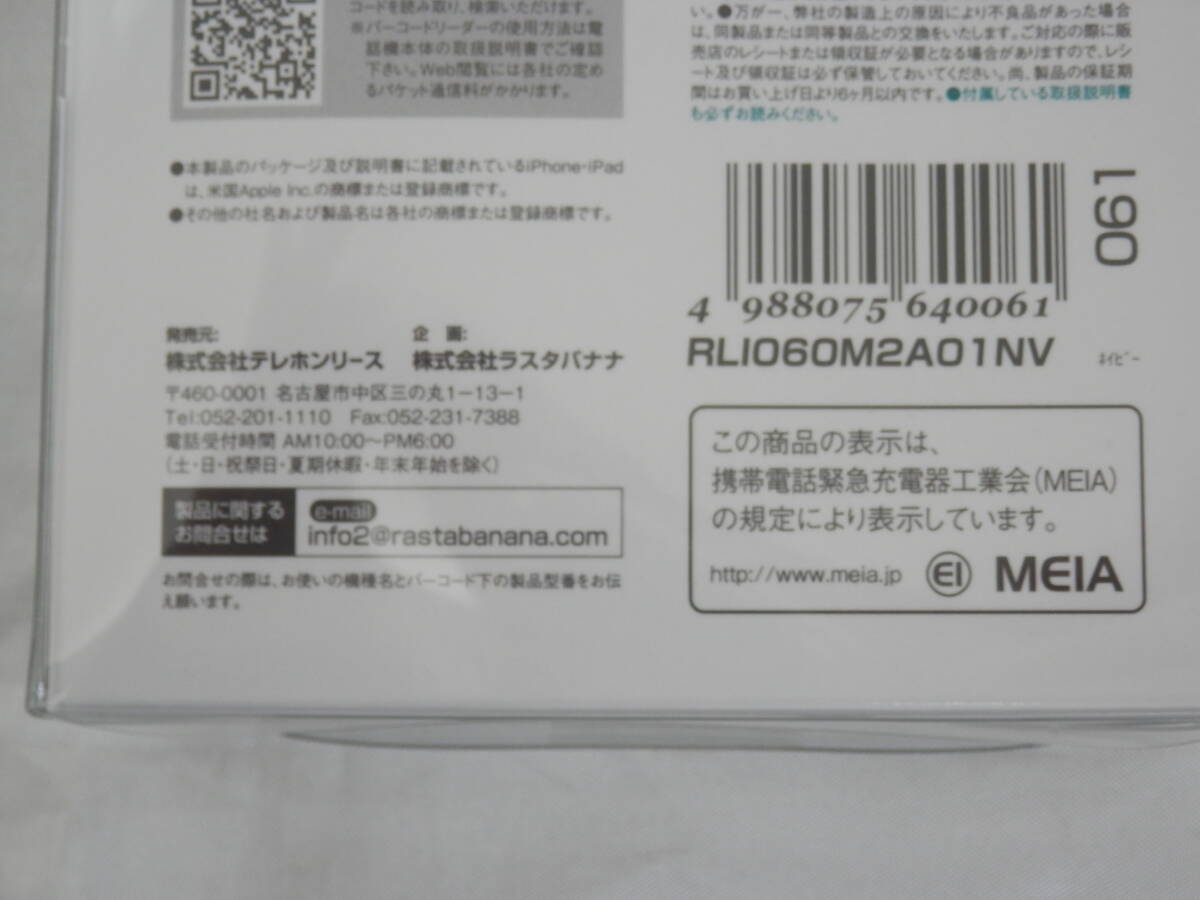 コードを読み取り、検索いただけます。
※バーコードリーダーの使用方法は電
話機本体の取扱説明書でご確認
下さい。Web閲覧には各社の定め
るパケット通信料がかかります。
●本製品のパッケージ及び説明書に記載されているiPhone・iPad
は、米国Apple Inc.の商標または登録商標です。
●その他の社名および製品名は各社の商標または登録商標です。
発売元: 企 画:
株式会社テレホンリース 株式会社ラスタバナナ
〒460-0001 名古屋市中区三の丸1-13-1
Tel:052-201-1110 Fax:052-231-7388
電話受付時間 AM10:00〜PM6:00
(土・日・祝祭日・夏期休暇・年末年始を除く)
製品に関する
お問合せは
e-mail
info2@rastabanana.com
お問合せの際は、お使いの機種名とバーコード下の製品型番をお伝
え願います。
い。●万が一、弊社の製造上の原因により不良品があった場合
は、同製品または同等製品との交換をいたします。ご対応の際に販
売店のレシートまたは領収証が必要となる場合がありますので、レシ
ート及び領収証は必ず保管しておいてください。尚、製品の保証期
間はお買い上げ日より6ヶ月以内です。●付属している取扱説明書
も必ずお読みください。
061
4 988075 640061
RLI060M2A01NV ネイビー
この商品の表示は、
携帯電話緊急充電器工業会(MEIA)
の規定により表示しています。
http://www.meia.jp EI MEIA